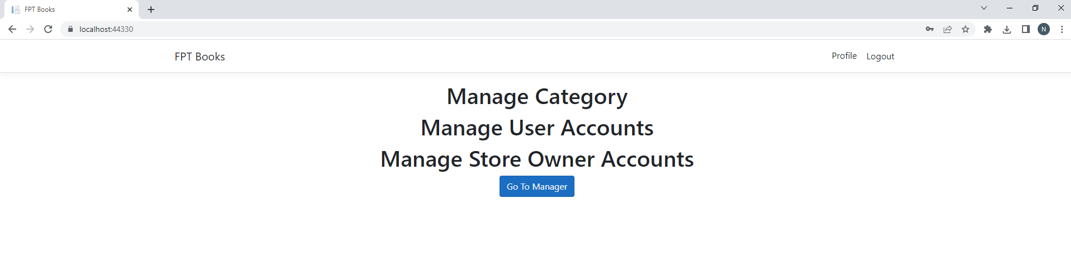 FPT Books
localhost:44330
N
FPT Books
Profile
Logout
Manage Category
Manage User Accounts
Manage Store Owner Accounts
Go To Manager